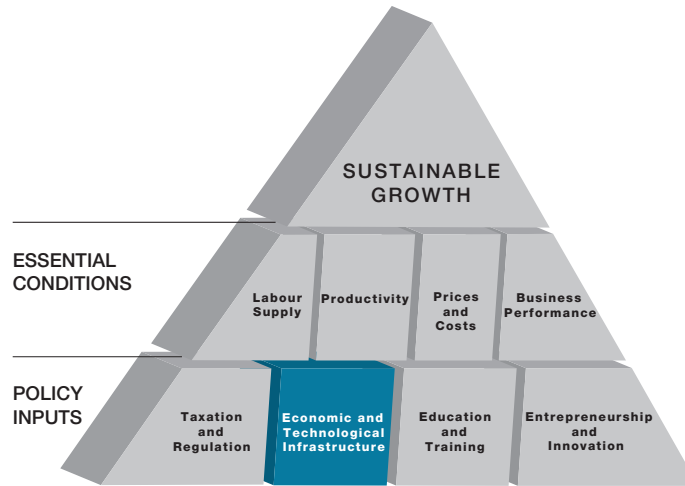 SUSTAINABLE
GROWTH
ESSENTIAL
CONDITIONS
Labour
Supply
Productivity
Prices
and
Costs
Business
Performance
POLICY
INPUTS
Taxation
and
Regulation
Economic and
Technological
Infrastructure
Education
and
Training
Entrepreneurship
and
Innovation